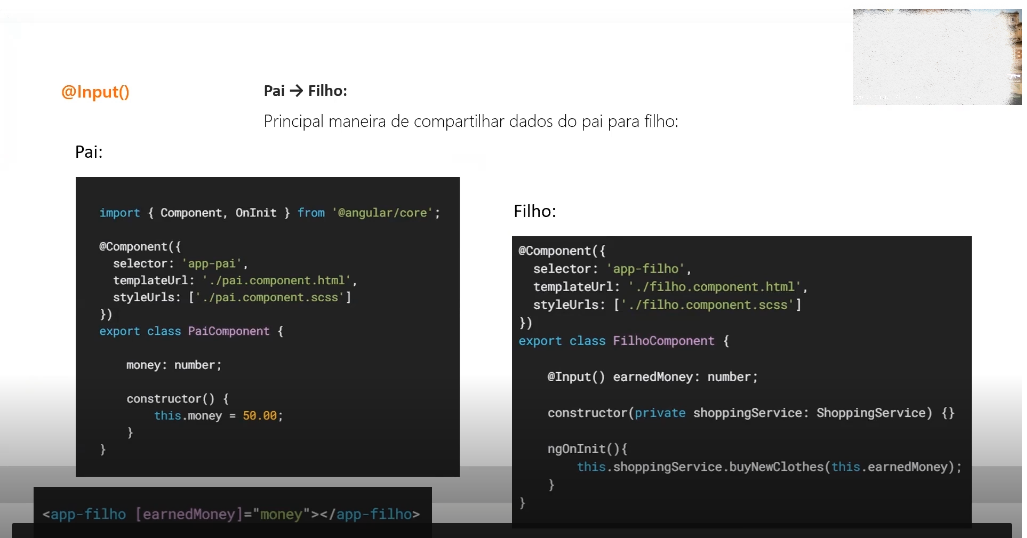 @Input()
Pai → Filho:
Principal maneira de compartilhar dados do pai para filho:
Pai:
import { Component, OnInit } from '@angular/core';
@Component({
selector: 'app-pai',
templateUrl: './pai.component.html',
styleUrls: ['./pai.component.scss']
})
export class PaiComponent {
money: number;
constructor() {
this.money = 50.00;
}
}
<app-filho [earnedMoney]="money"></app-filho>
Filho:
@Component({
selector: 'app-filho',
templateUrl: './filho.component.html',
styleUrls: ['./filho.component.scss']
})
export class FilhoComponent {
@Input() earnedMoney: number;
constructor(private shoppingService: ShoppingService) {}
ngOnInit(){
this.shoppingService.buyNewClothes(this.earnedMoney);
}
}